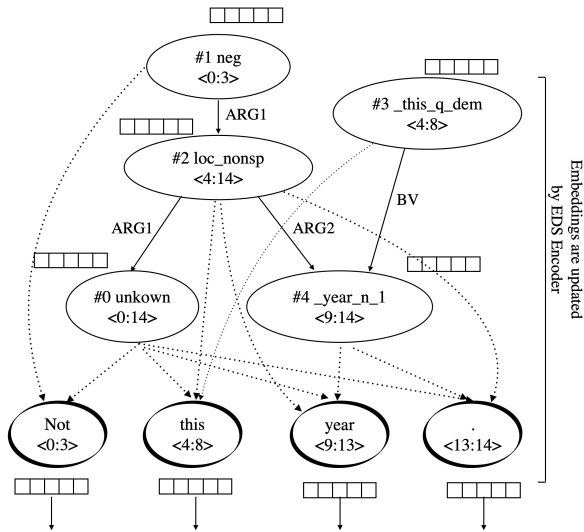 #1 neg
<0:3>
#3 _this_q_dem
<4:8>
ARG1
#2 loc_nonsp
<4:14>
ARG1
ARG2
BV
#0 unkown
<0:14>
#4 _year_n_1
<9:14>
Embeddings are updated
by EDS Encoder
Not
<0:3>
this
<4:8>
year
<9:13>
.
<13:14>